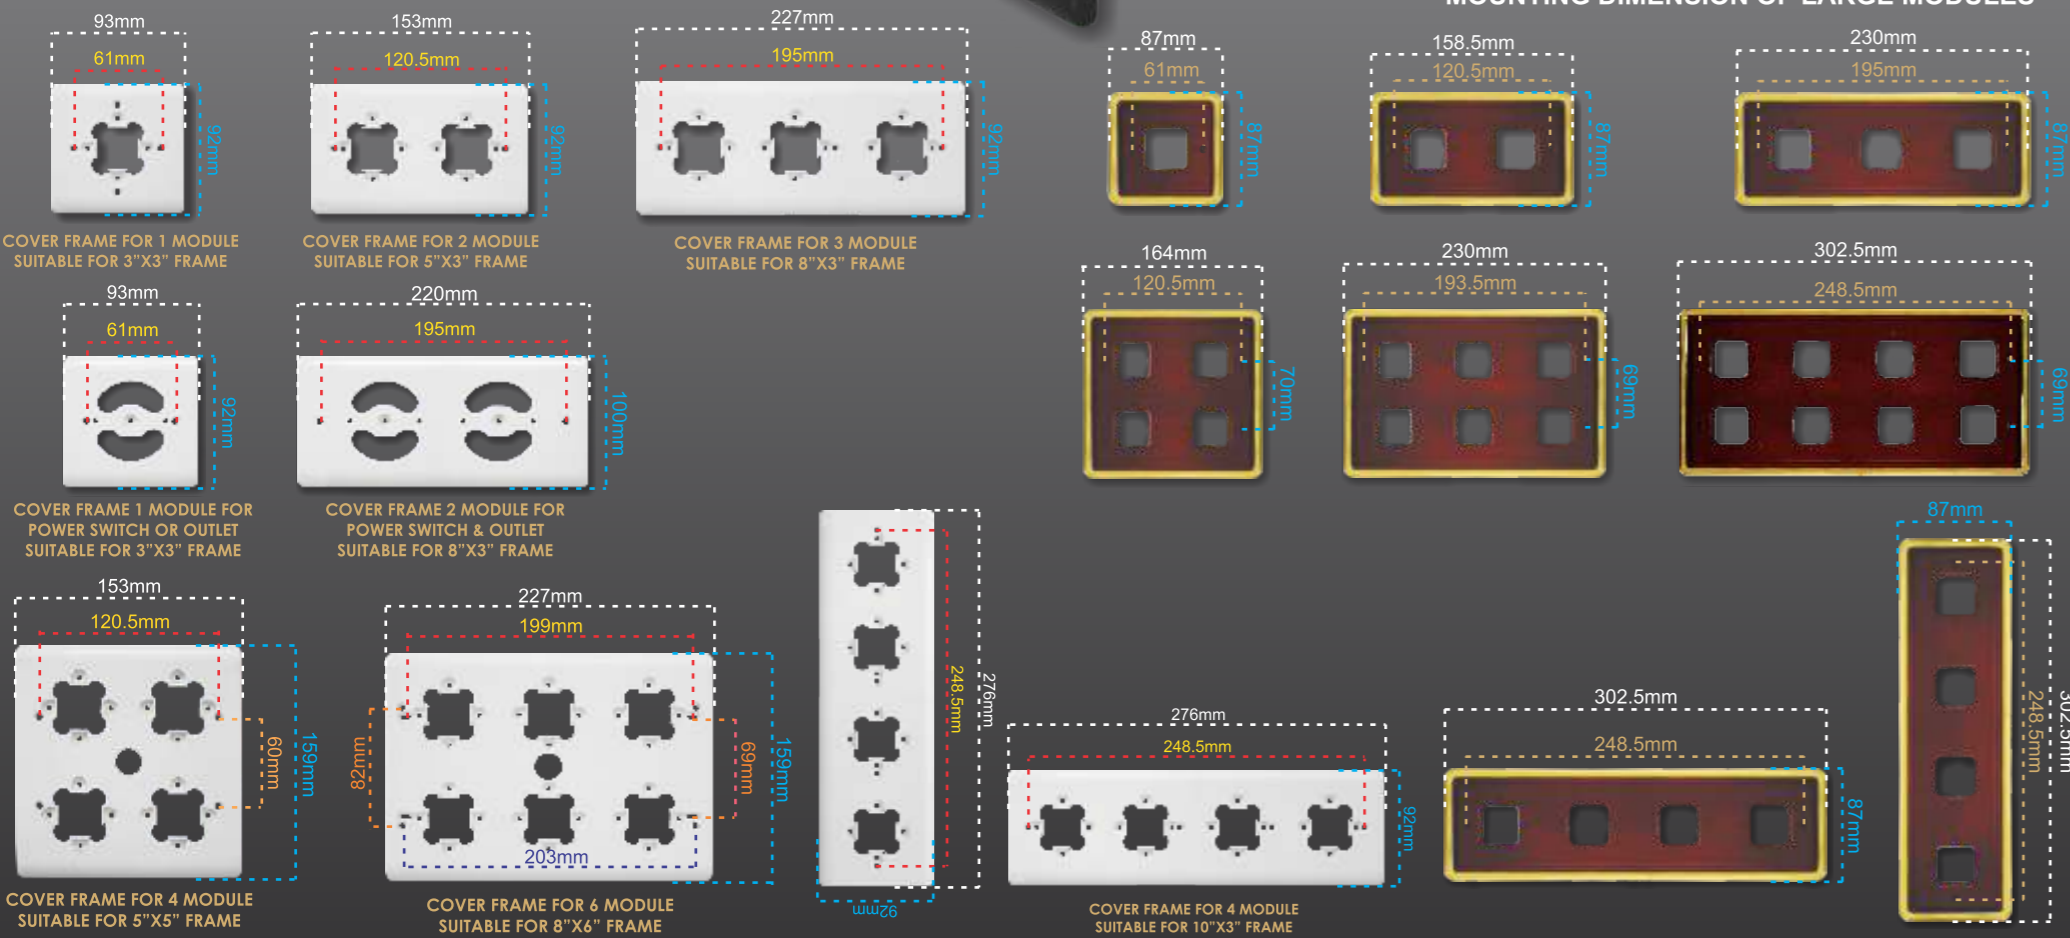 MOUNTING DIMENSION OF LARGE MODULES
93mm
61mm
92mm
COVER FRAME FOR 1 MODULE
SUITABLE FOR 3"X3" FRAME
153mm
120.5mm
92mm
COVER FRAME FOR 2 MODULE
SUITABLE FOR 5"X3" FRAME
227mm
195mm
92mm
COVER FRAME FOR 3 MODULE
SUITABLE FOR 8"X3" FRAME
87mm
61mm
87mm
158.5mm
120.5mm
87mm
230mm
195mm
87mm
93mm
61mm
92mm
COVER FRAME 1 MODULE FOR
POWER SWITCH OR OUTLET
SUITABLE FOR 3"X3" FRAME
220mm
195mm
100mm
COVER FRAME 2 MODULE FOR
POWER SWITCH & OUTLET
SUITABLE FOR 8"X3" FRAME
164mm
120.5mm
70mm
230mm
193.5mm
69mm
302.5mm
248.5mm
69mm
153mm
120.5mm
60mm
159mm
COVER FRAME FOR 4 MODULE
SUITABLE FOR 5"X5" FRAME
227mm
199mm
82mm
69mm
159mm
203mm
COVER FRAME FOR 6 MODULE
SUITABLE FOR 8"X6" FRAME
248.5mm
276mm
92mm
276mm
248.5mm
92mm
COVER FRAME FOR 4 MODULE
SUITABLE FOR 10"X3" FRAME
302.5mm
248.5mm
87mm
87mm
248.5mm
302.5mm